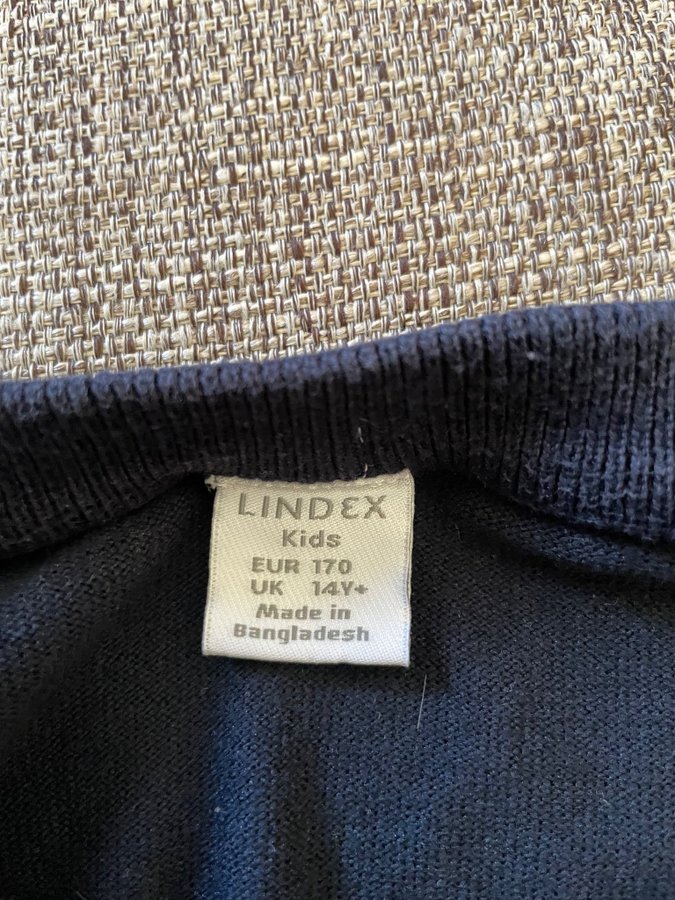 LINDEX
Kids
EUR 170
UK 14Y+
Made in
Bangladesh